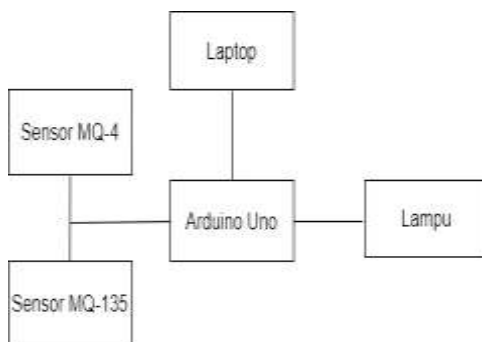 Laptop
Sensor MQ-4
Arduino Uno
Lampu
Sensor MQ-135